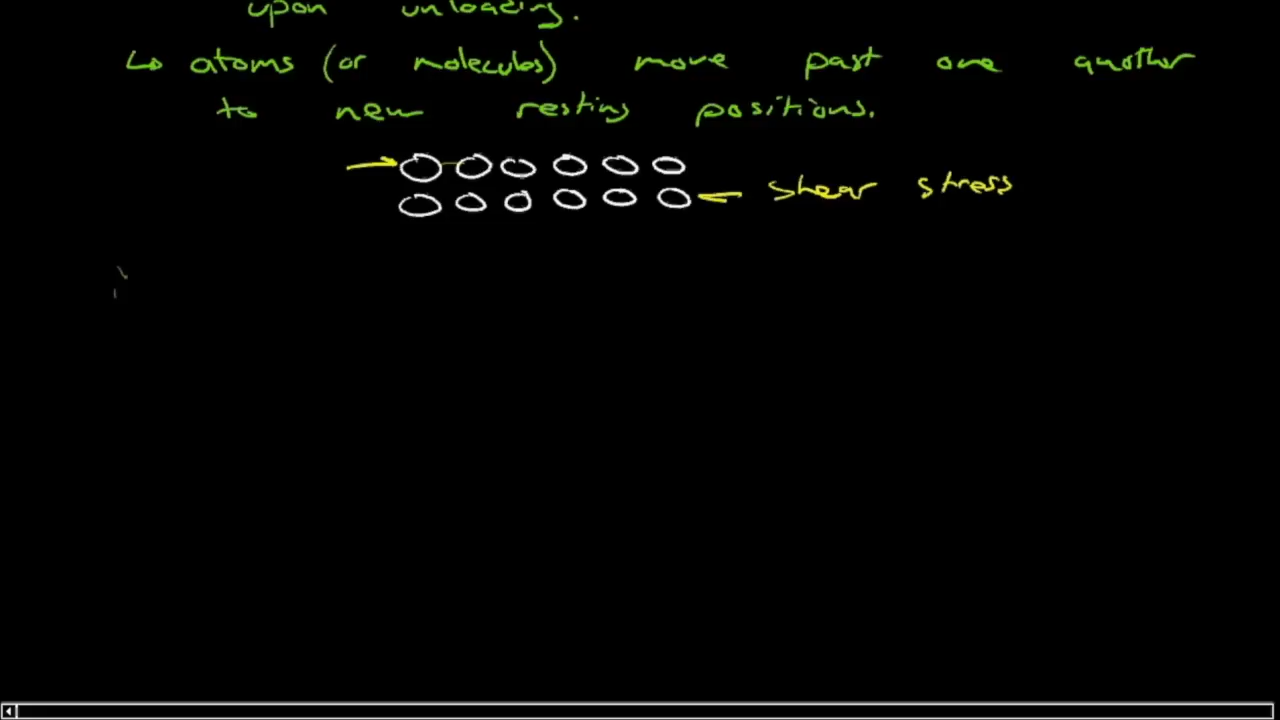 upon unloading.
↳ atoms (or molecules) move past one another
to new resting positions.
shear stress